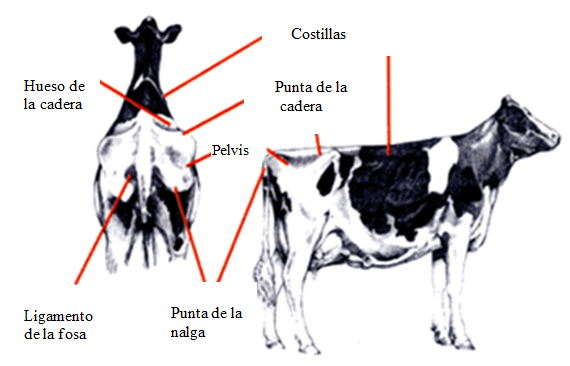 Costillas
Hueso de
la cadera
Punta de la
cadera
Pelvis
Ligamento
de la fosa
Punta de la
nalga